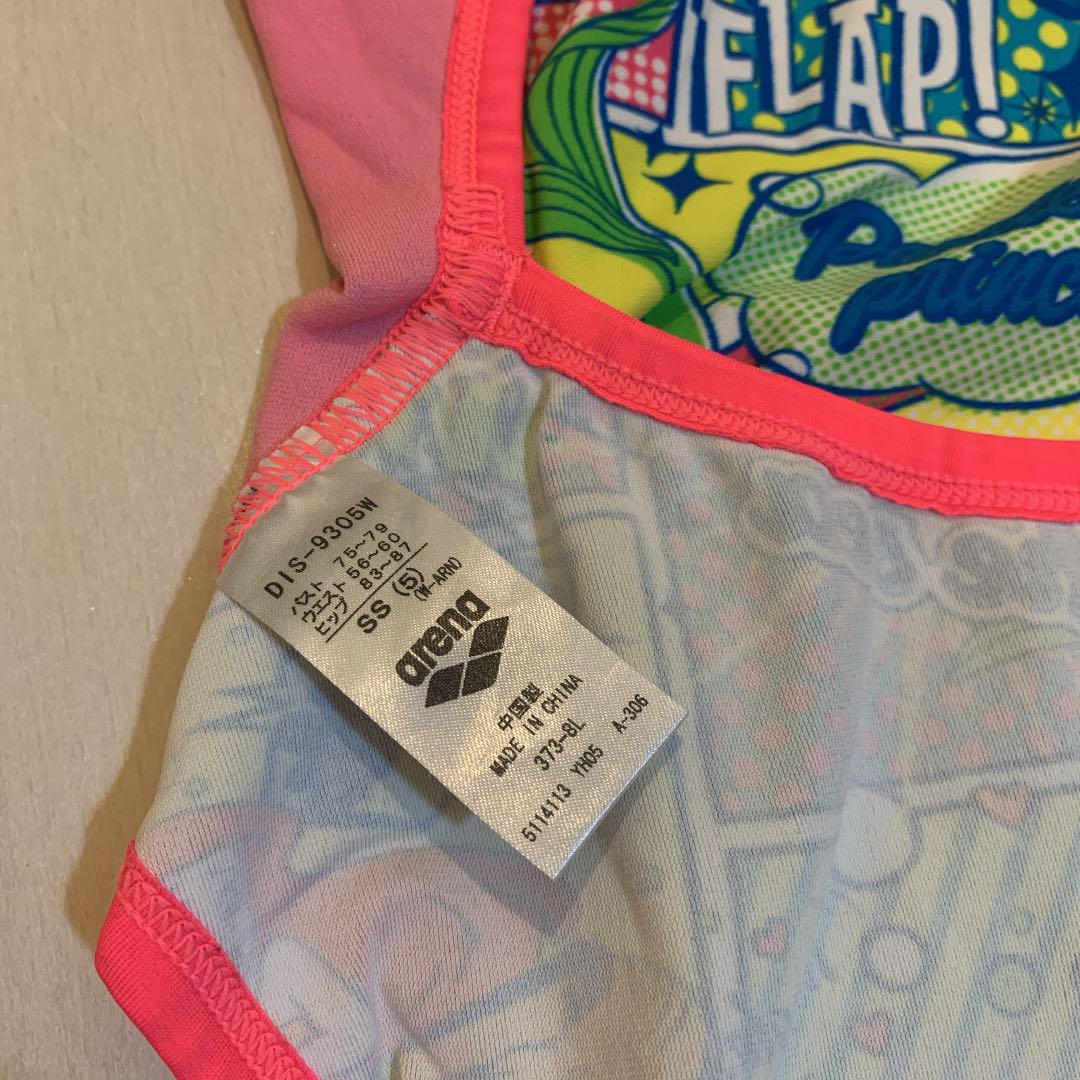 FLAP!
DIS-9305W
バスト 75~79
ウエスト 56~60
ヒップ 83~87
SS (5)
(W-ARN)
arena
中国製
MADE IN CHINA
373-8L
5114113 YH05 A-306